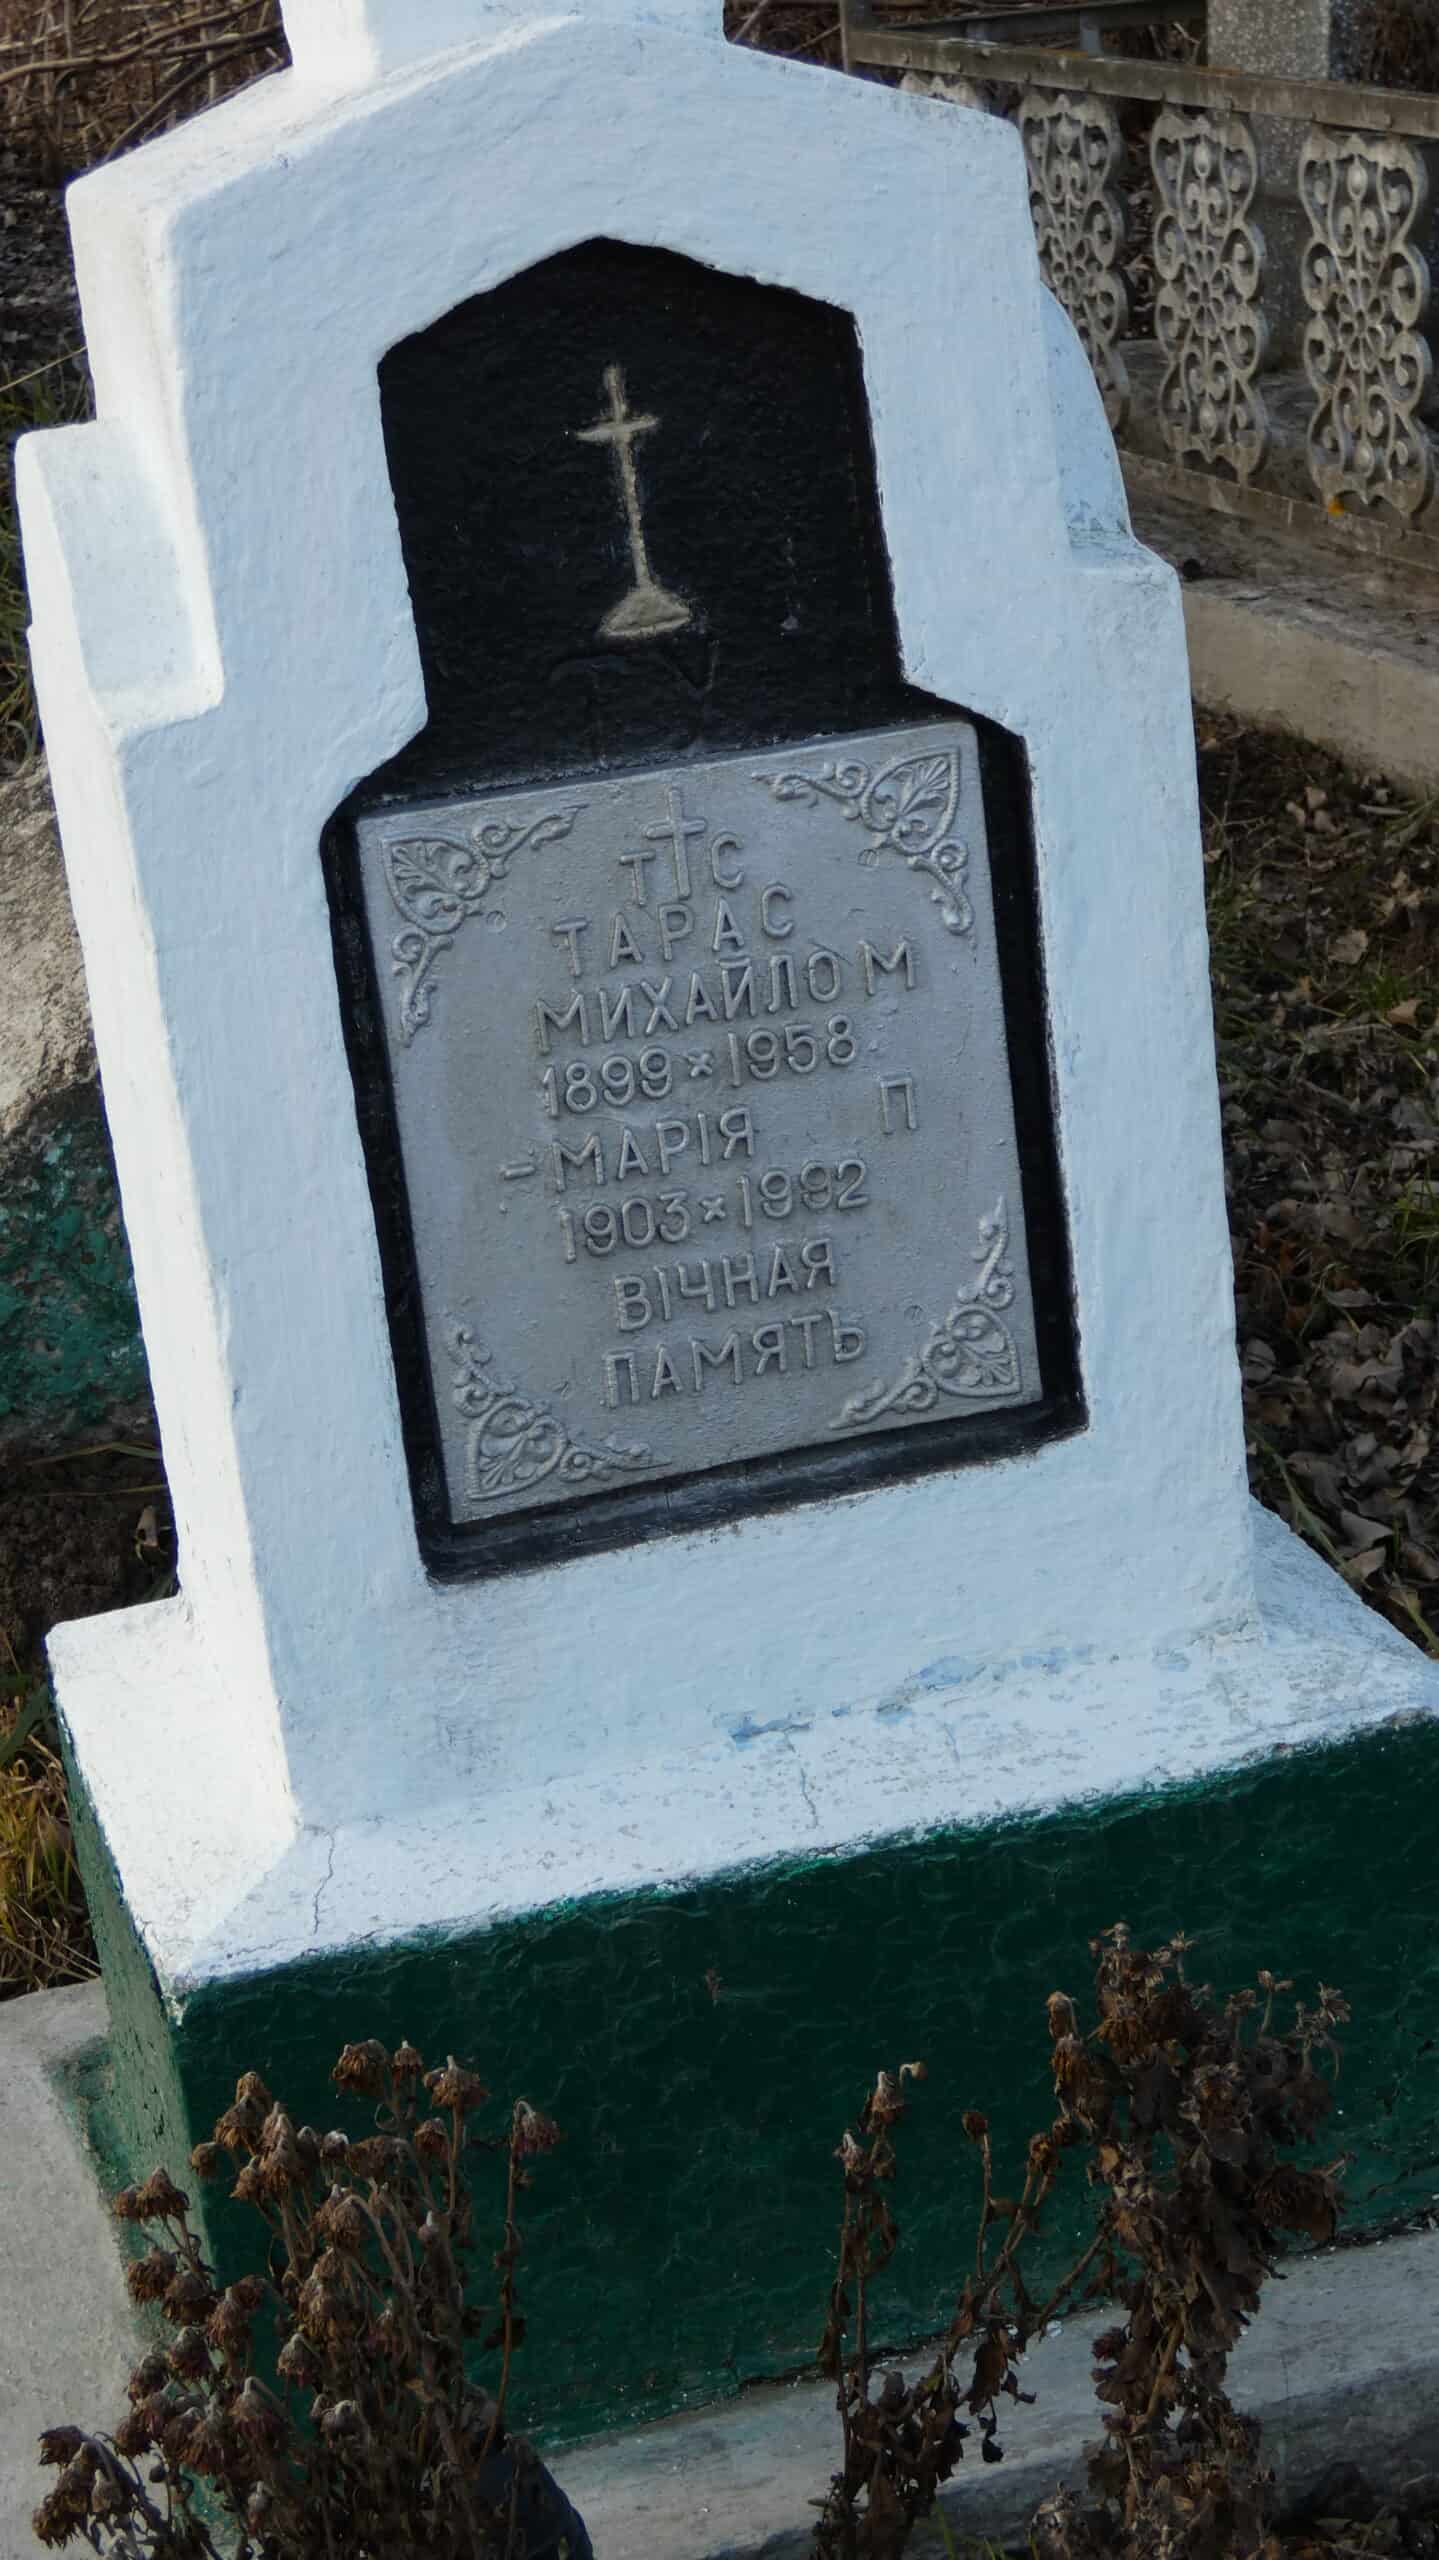 Т С
ТАРАС
МИХАЙЛО М
1899×1958
-МАРІЯ П
1903×1992
ВІЧНАЯ
ПАМЯТЬ